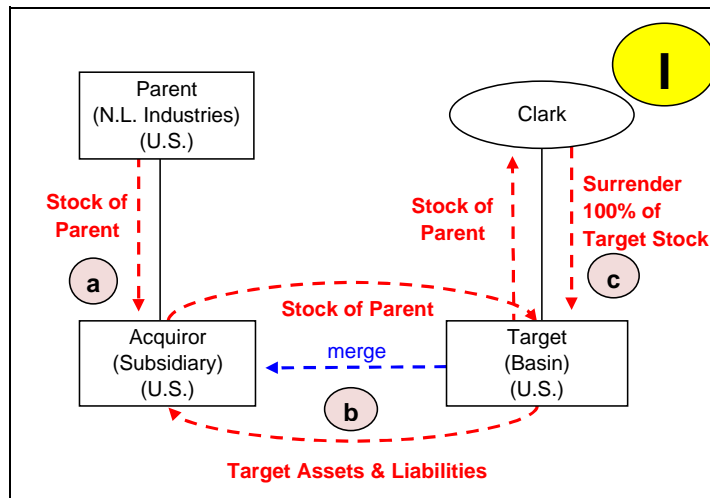 I
Parent
(N.L. Industries)
(U.S.)
Clark
Stock of
Parent
Stock of
Parent
Surrender
100% of
Target Stock
a
c
Stock of Parent
Acquiror
(Subsidiary)
(U.S.)
merge
Target
(Basin)
(U.S.)
b
Target Assets & Liabilities